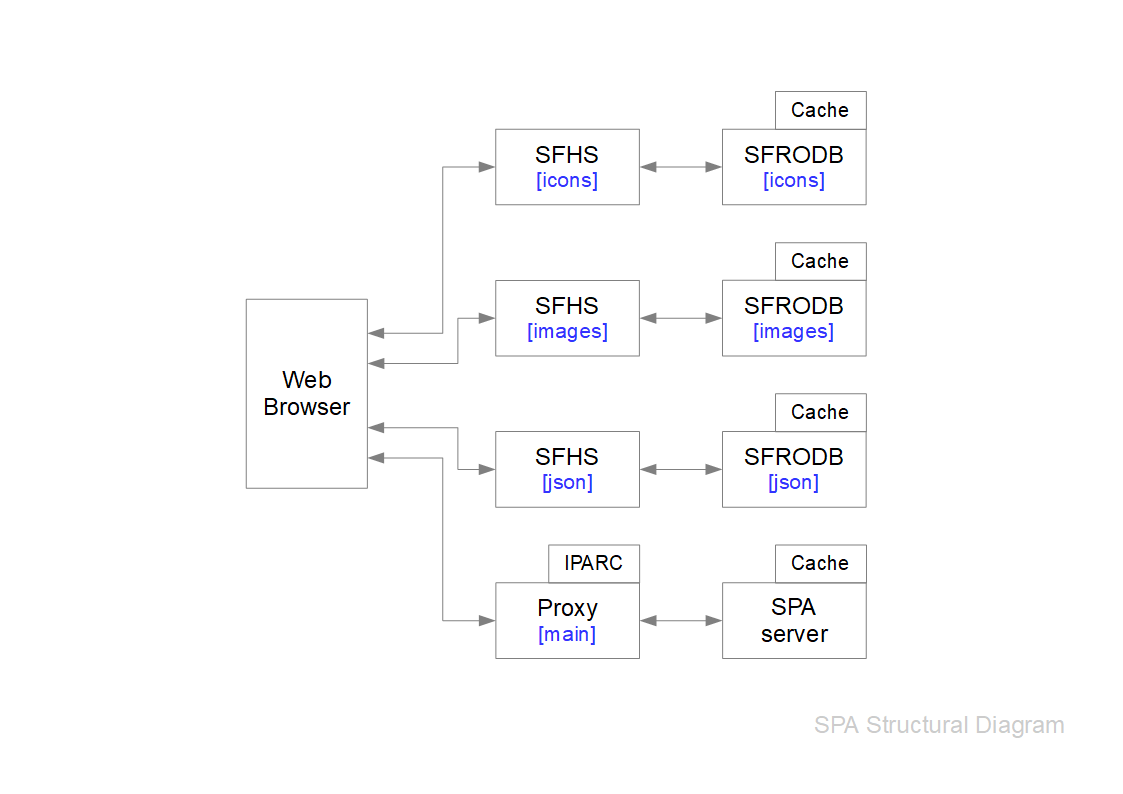 Cache
SFHS
[icons]
SFRODB
[icons]
Cache
SFHS
[images]
SFRODB
[images]
Web
Browser
Cache
SFHS
[json]
SFRODB
[json]
IPARC
Cache
Proxy
[main]
SPA
server
SPA Structural Diagram